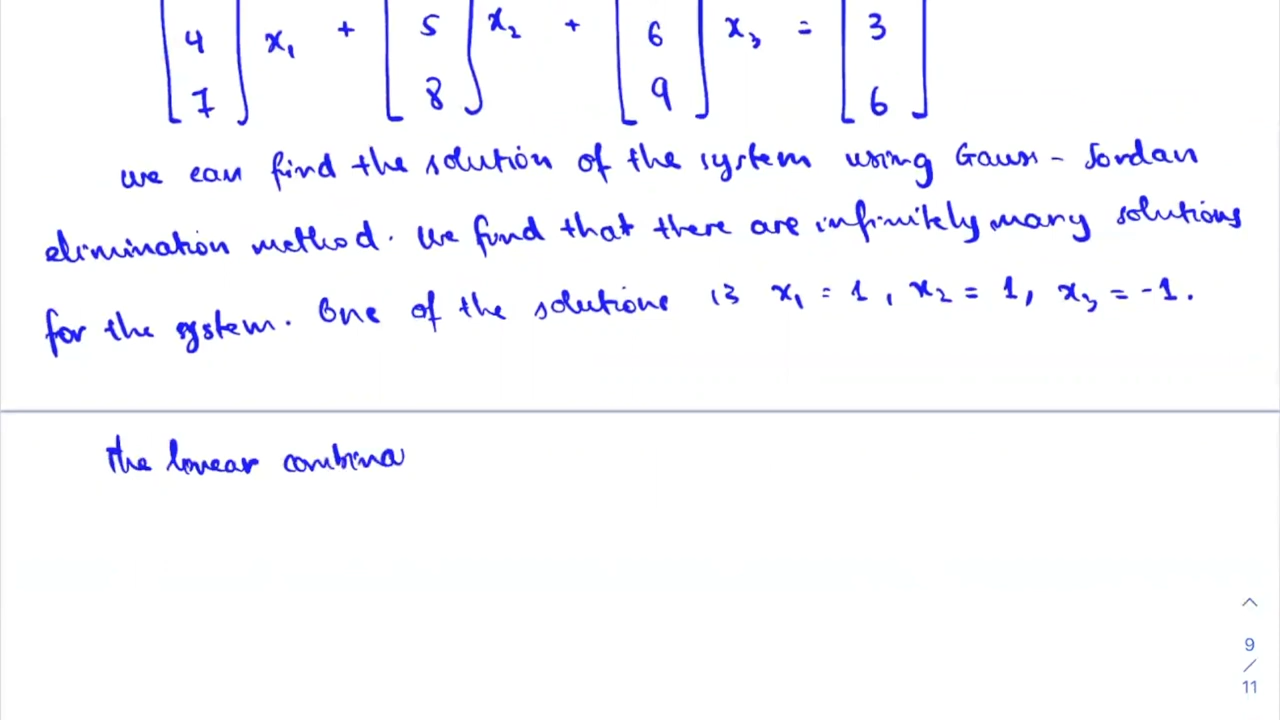 4 x₁ + 5 x₂ + 6 x₃ = 3
7 8 9 6
we can find the solution of the system using Gauss - Jordan
elimination method. We fund that there are infinitely many solutions
for the system. One of the solutions is x₁ = 1, x₂ = 1, x₃ = -1.
the linear combina
9
/
11